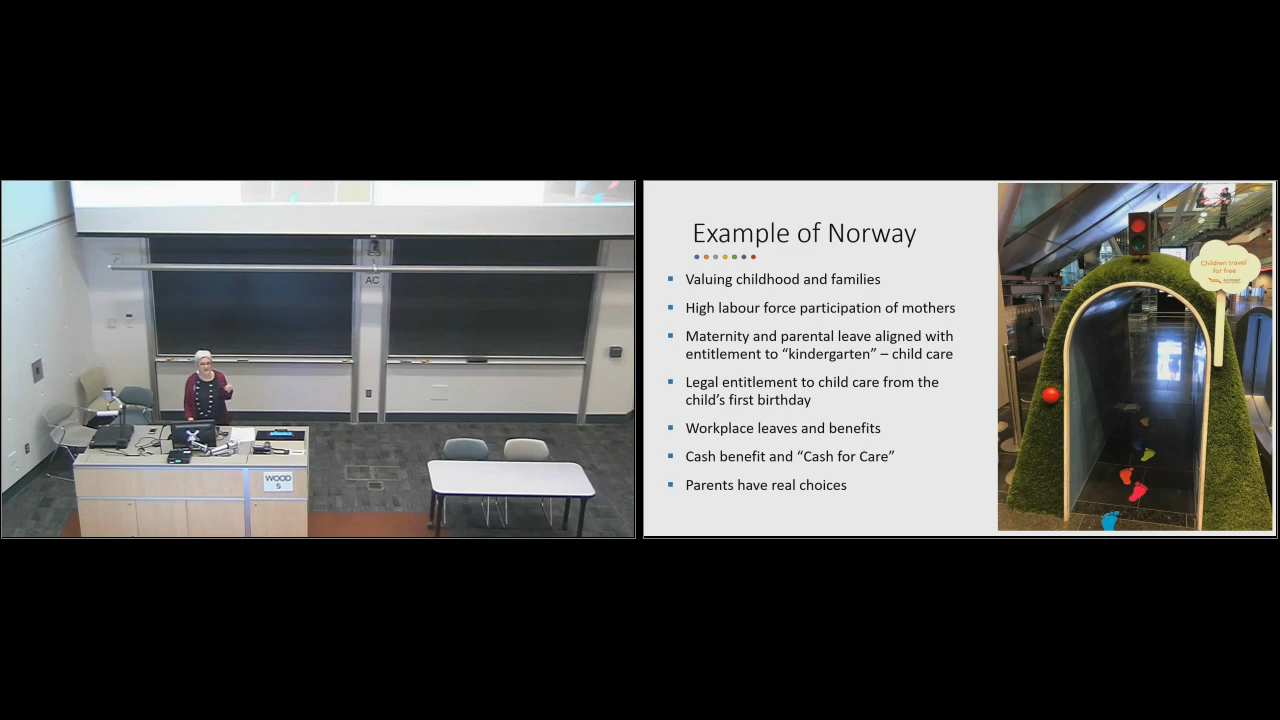 AC
WOOD
S
Example of Norway
Valuing childhood and families
High labour force participation of mothers
Maternity and parental leave aligned with
entitlement to “kindergarten” – child care
Legal entitlement to child care from the
child’s first birthday
Workplace leaves and benefits
Cash benefit and “Cash for Care”
Parents have real choices
Children travel
for free